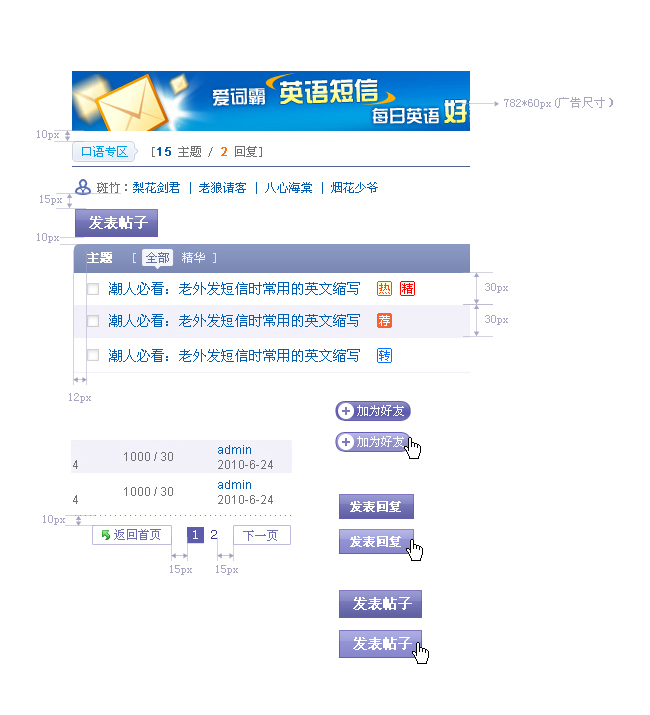 爱词霸 英语短信
每日英语 好
782*60px(广告尺寸)
10px
口语专区 [15 主题 / 2 回复]
斑竹：梨花剑君 | 老狼请客 | 八心海棠 | 烟花少爷
15px
发表帖子
10px
主题 [ 全部 精华 ]
潮人必看：老外发短信时常用的英文缩写 热 精
30px
潮人必看：老外发短信时常用的英文缩写 荐
30px
潮人必看：老外发短信时常用的英文缩写 转
12px
加为好友
加为好友
4 1000 / 30 admin
2010-6-24
4 1000 / 30 admin
2010-6-24
10px
返回首页 1 2 下一页
15px 15px
发表回复
发表回复
发表帖子
发表帖子